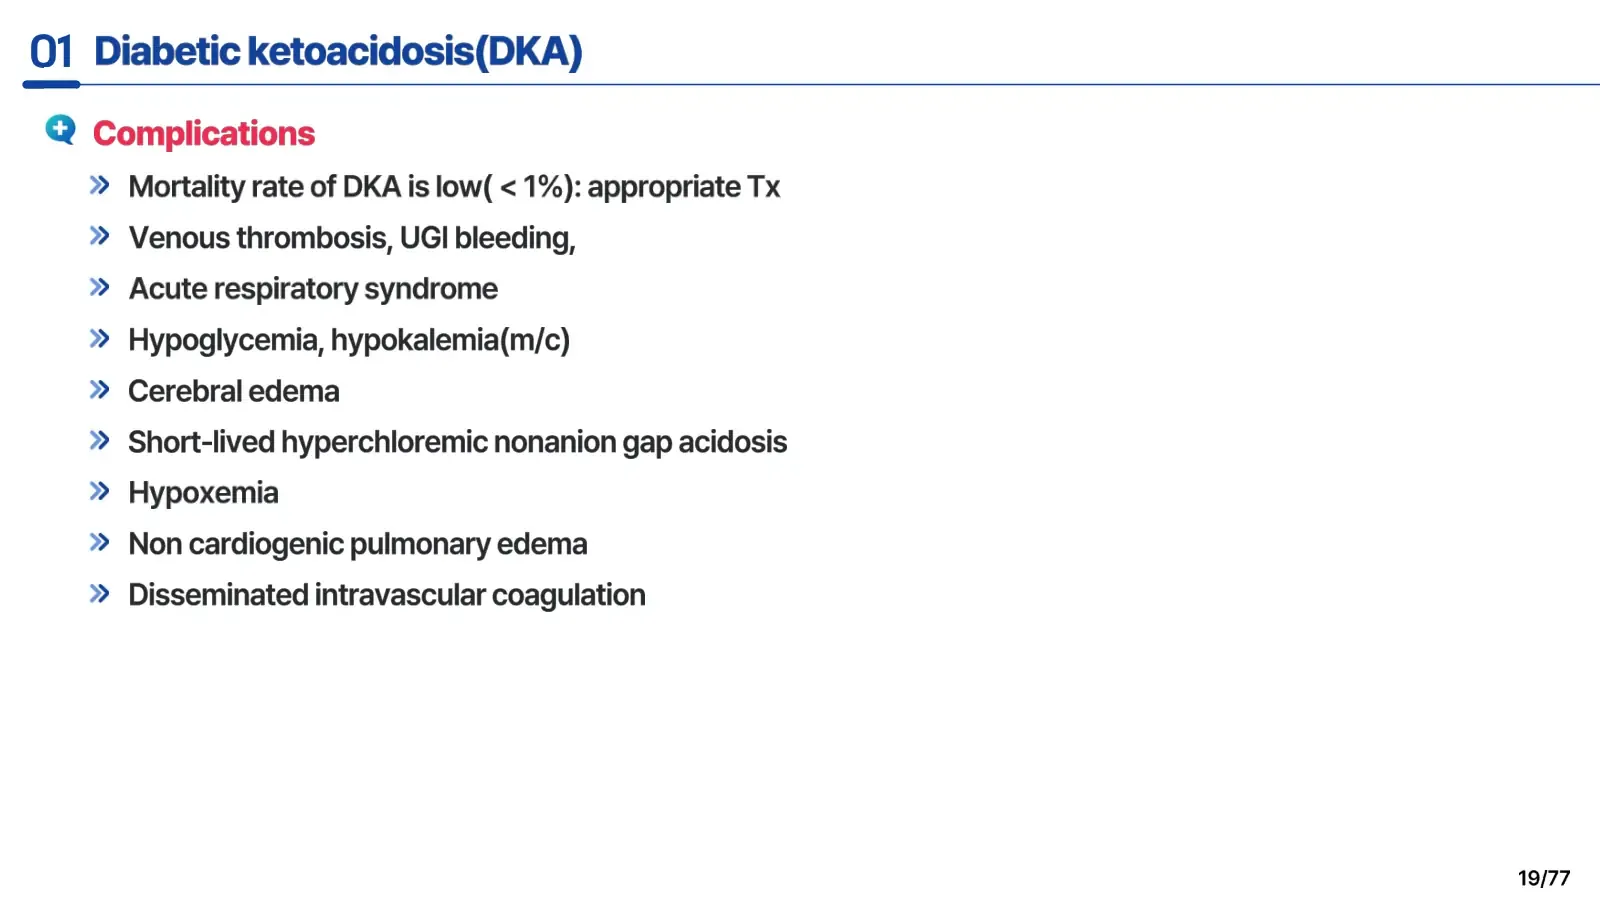 01 Diabetic ketoacidosis(DKA)
Complications
Mortality rate of DKA is low( < 1%): appropriate Tx
Venous thrombosis, UGI bleeding,
Acute respiratory syndrome
Hypoglycemia, hypokalemia(m/c)
Cerebral edema
Short-lived hyperchloremic nonanion gap acidosis
Hypoxemia
Non cardiogenic pulmonary edema
Disseminated intravascular coagulation
19/77